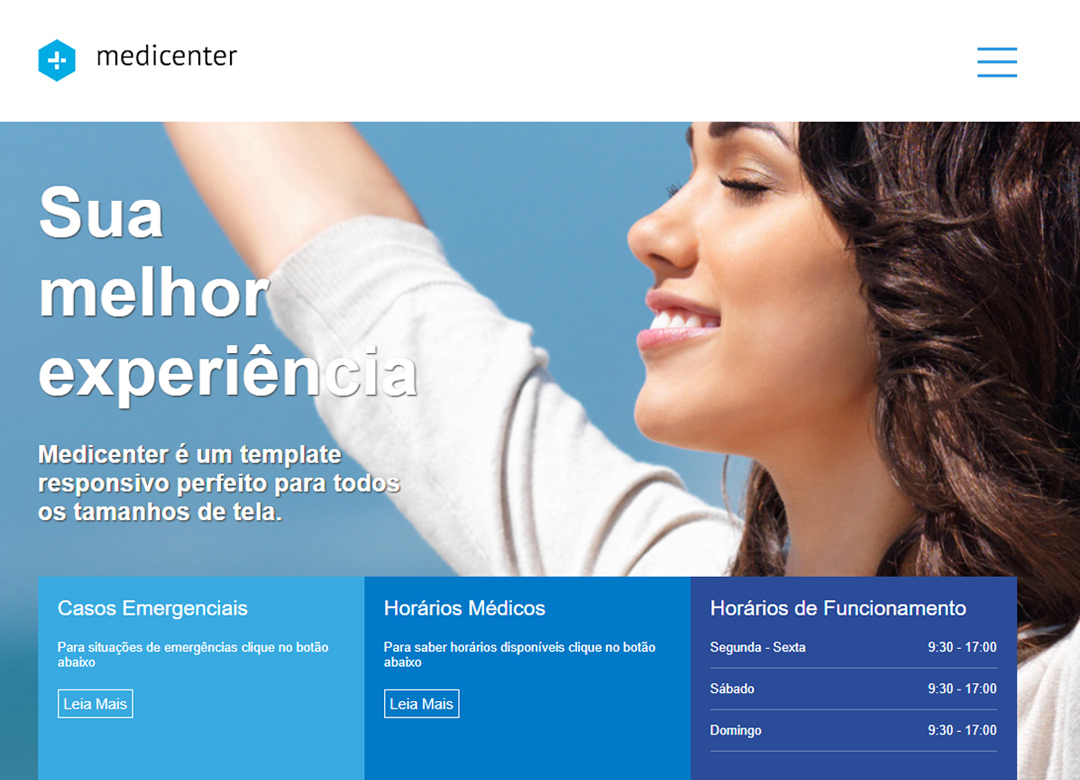 medicenter
Sua
melhor
experiência
Medicenter é um template
responsivo perfeito para todos
os tamanhos de tela.
Casos Emergenciais
Para situações de emergências clique no botão
abaixo
Leia Mais
Horários Médicos
Para saber horários disponíveis clique no botão
abaixo
Leia Mais
Horários de Funcionamento
Segunda - Sexta 9:30 - 17:00
Sábado 9:30 - 17:00
Domingo 9:30 - 17:00